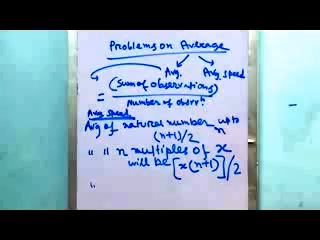 Problems on Average
Avg. Avg. speed
= (Sum of observations)
Number of obsrv.
Avg. speed
Avg of natural number upto n
(n+1)/2
" " n multiples of x
will be [x(n+1)]/2
"